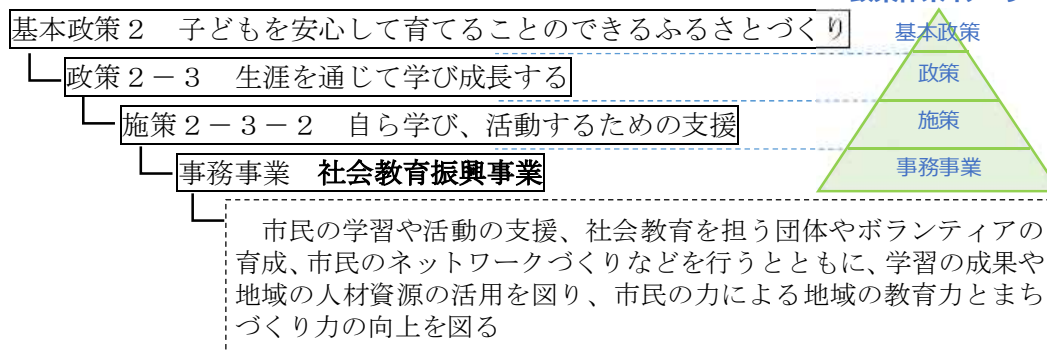 基本政策２　子どもを安心して育てることのできるふるさとづくり
政策２－３　生涯を通じて学び成長する
施策２－３－２　自ら学び、活動するための支援
事務事業　社会教育振興事業
市民の学習や活動の支援、社会教育を担う団体やボランティアの
育成、市民のネットワークづくりなどを行うとともに、学習の成果や
地域の人材資源の活用を図り、市民の力による地域の教育力とまち
づくり力の向上を図る
基本政策
政策
施策
事務事業